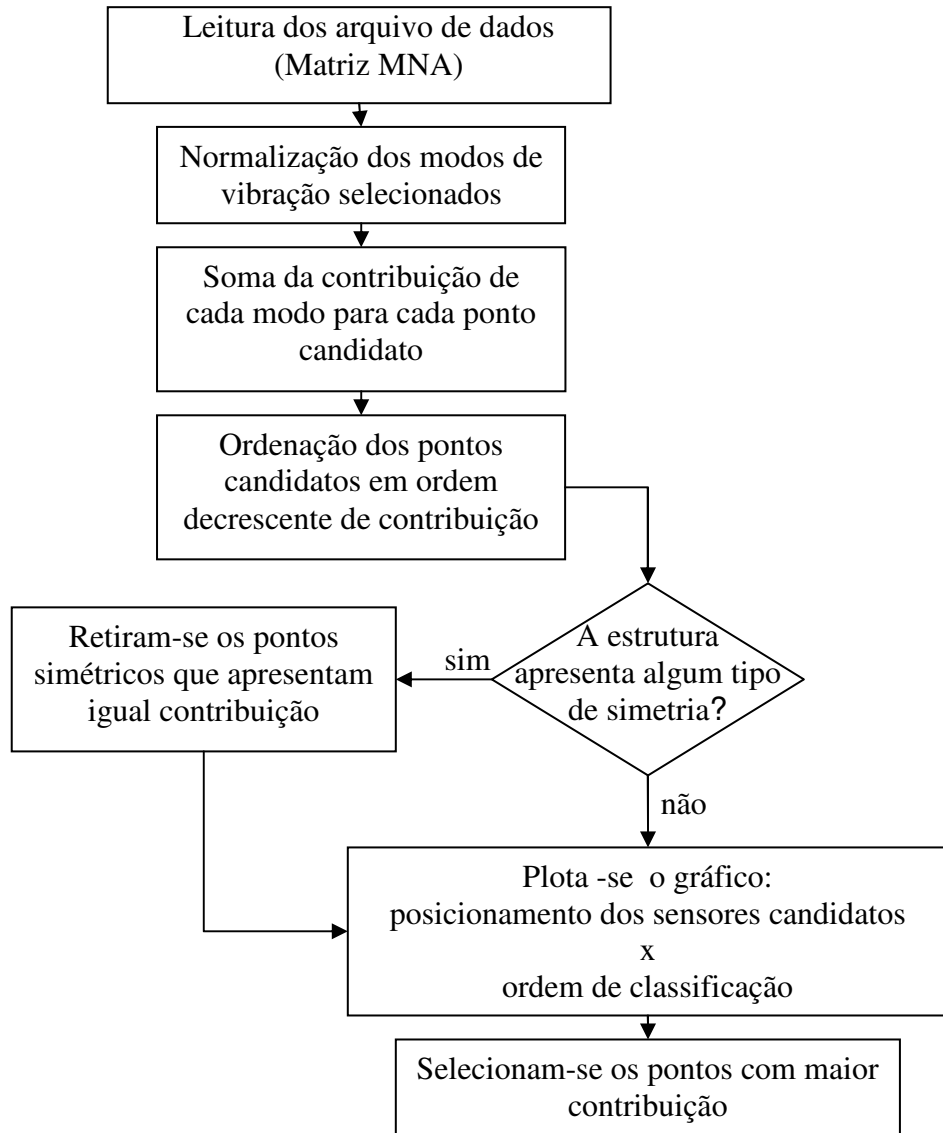 Leitura dos arquivo de dados
(Matriz MNA)
Normalização dos modos de
vibração selecionados
Soma da contribuição de
cada modo para cada ponto
candidato
Ordenação dos pontos
candidatos em ordem
decrescente de contribuição
A estrutura
apresenta algum tipo
de simetria?
sim
Retiram-se os pontos
simétricos que apresentam
igual contribuição
não
Plota -se o gráfico:
posicionamento dos sensores candidatos
x
ordem de classificação
Selecionam-se os pontos com maior
contribuição